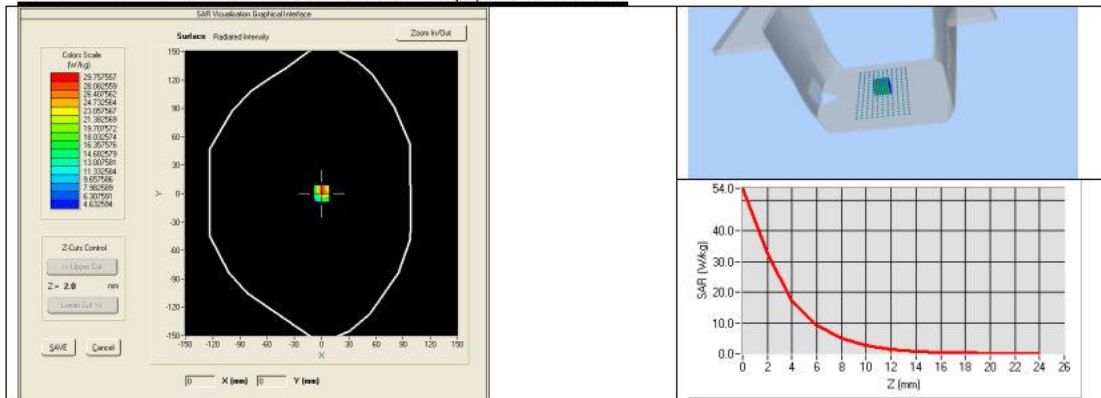 SAR Visualisation Graphical Interface
Surface Radiated Intensity
Zoom In/Out
Colors Scale
(W/kg)
29.757557
28.082559
26.407562
24.732564
23.057567
21.382569
19.707572
18.032574
16.357576
14.682579
13.007581
11.332584
9.657586
7.982589
6.307591
4.632594
Z-Cuts Control
<< Upper Cut
Z = 2.0 mm
Lower Cut >>
SAVE Cancel
150
120
90
60
30
0
-30
-60
-90
-120
-150
Y
-150 -120 -90 -60 -30 0 30 60 90 120 150
X
0 X (mm) 0 Y (mm)
54.0
40.0
30.0
20.0
10.0
0.0
SAR (W/kg)
0 2 4 6 8 10 12 14 16 18 20 22 24 26
Z (mm)